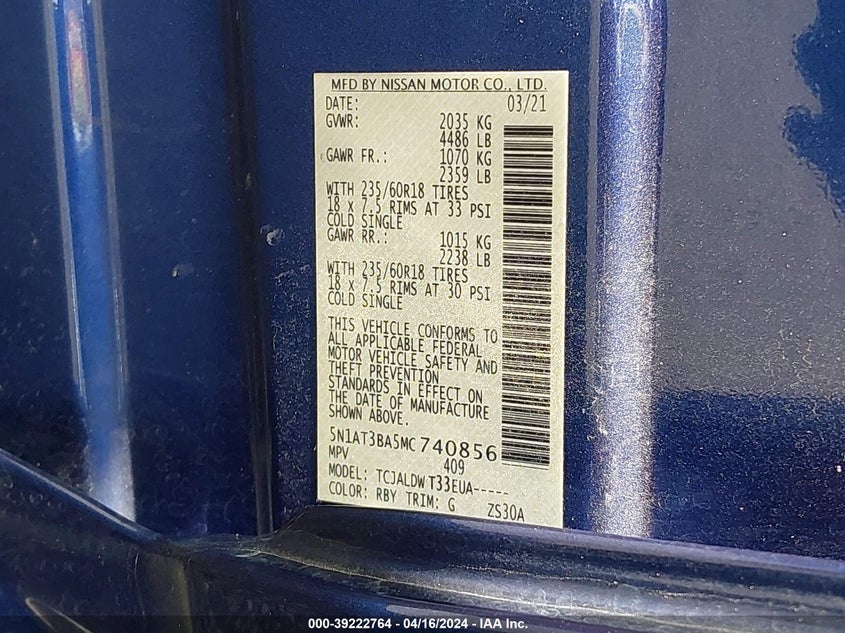 MFD BY NISSAN MOTOR CO., LTD.
DATE: 03/21
GVWR: 2035 KG
4486 LB
GAWR FR.: 1070 KG
2359 LB
WITH 235/60R18 TIRES
18 x 7.5 RIMS AT 33 PSI
COLD SINGLE
GAWR RR.: 1015 KG
2238 LB
WITH 235/60R18 TIRES
18 x 7.5 RIMS AT 30 PSI
COLD SINGLE
THIS VEHICLE CONFORMS TO
ALL APPLICABLE FEDERAL
MOTOR VEHICLE SAFETY AND
THEFT PREVENTION
STANDARDS IN EFFECT ON
THE DATE OF MANUFACTURE
SHOWN ABOVE.
5N1AT3BA5MC740856
MPV 409
MODEL: TCJALDWT33EUA-----
COLOR: RBY TRIM: G ZS30A
000-39222764 - 04/16/2024 - IAA Inc.